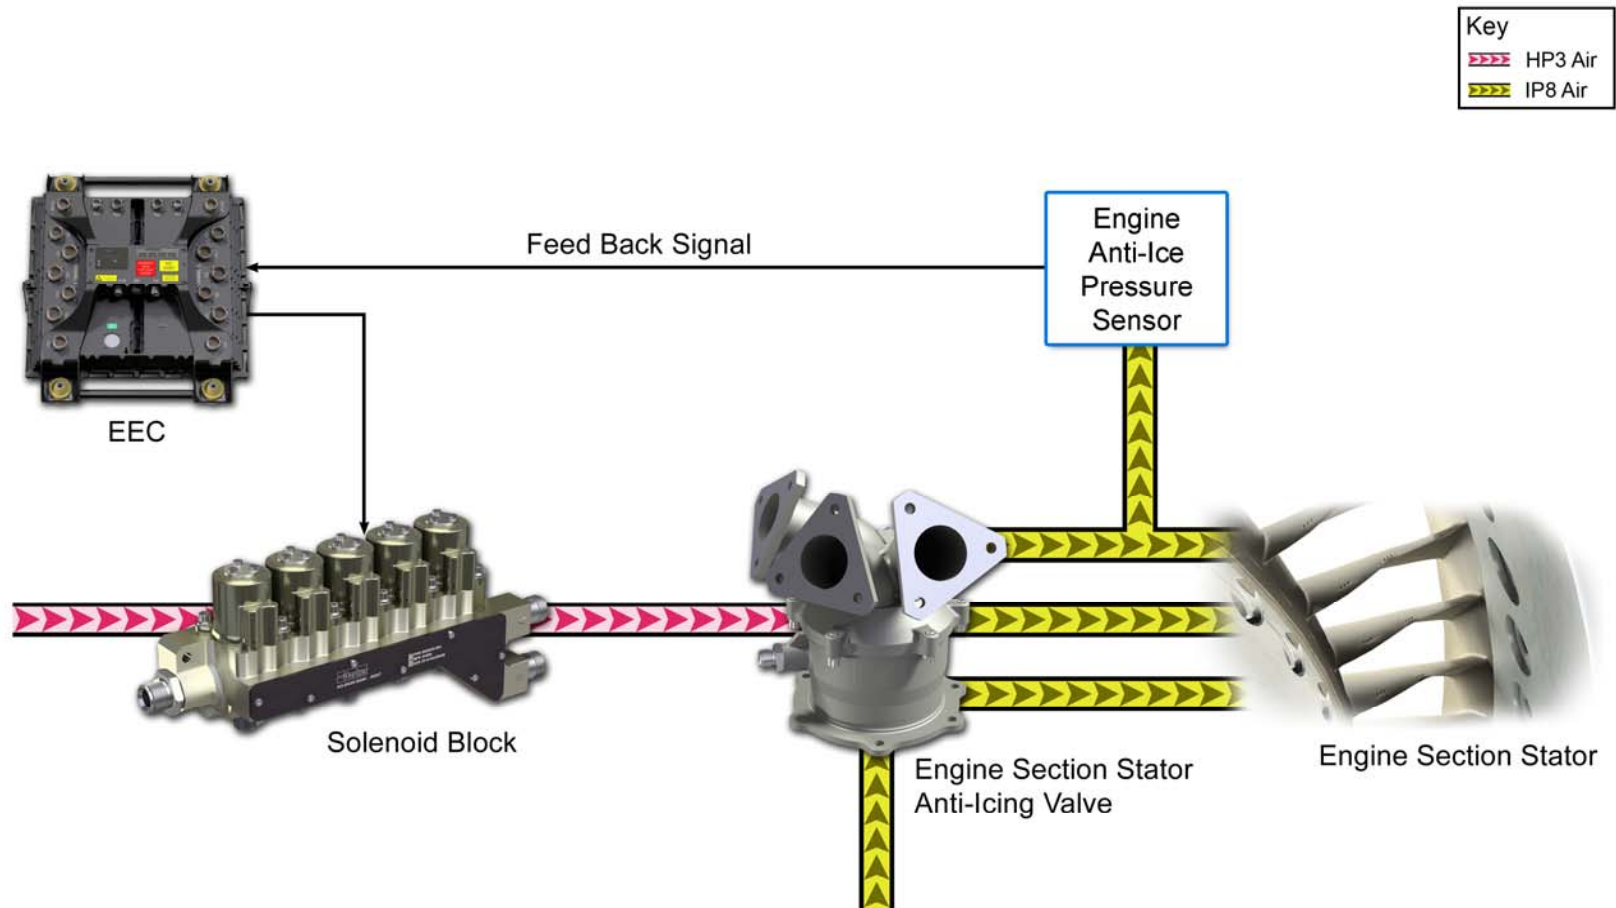 Key
HP3 Air
IP8 Air
Engine
Anti-Ice
Pressure
Sensor
Feed Back Signal
EEC
Solenoid Block
Engine Section Stator
Anti-Icing Valve
Engine Section Stator